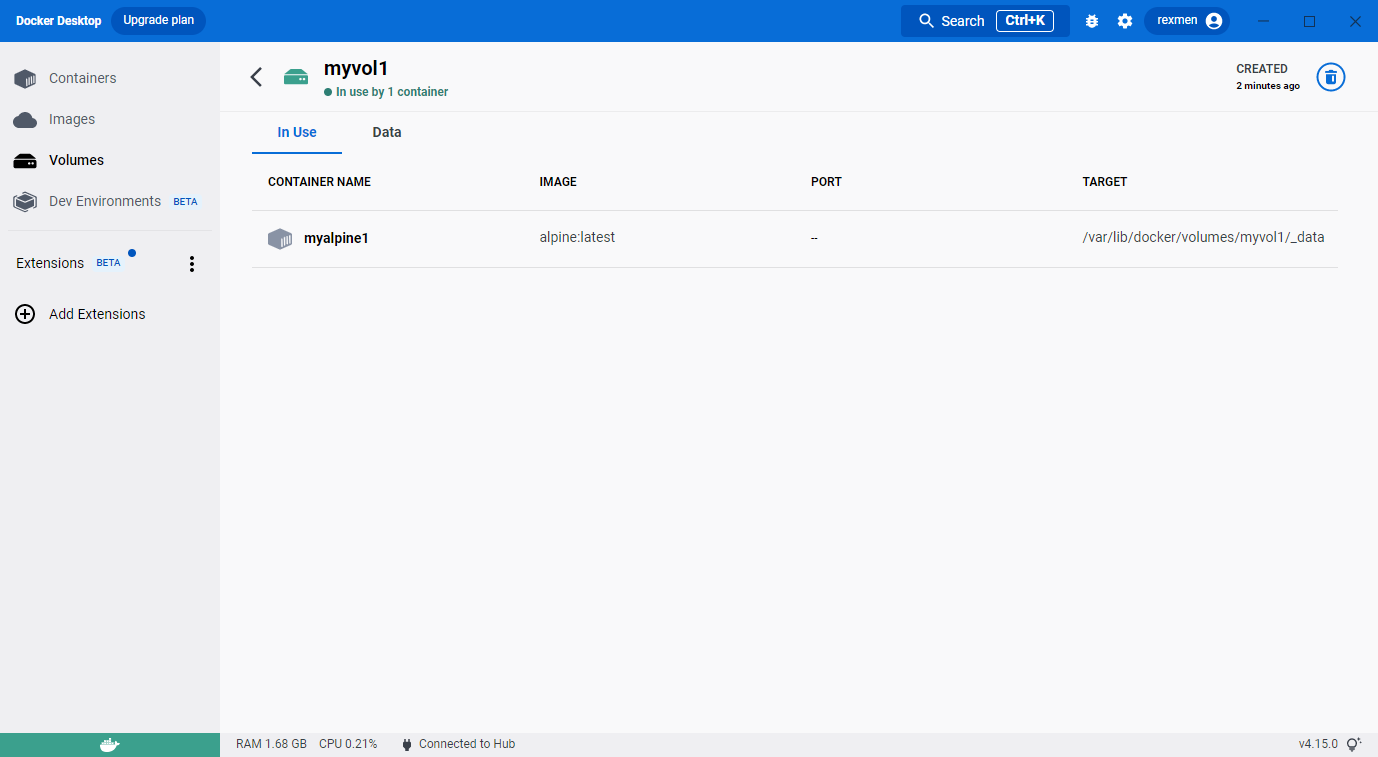 Docker Desktop Upgrade plan Search Ctrl+K rexmen
Containers
Images
Volumes
Dev Environments BETA
Extensions BETA
Add Extensions
myvol1
In use by 1 container
CREATED
2 minutes ago
In Use Data
CONTAINER NAME IMAGE PORT TARGET
myalpine1 alpine:latest -- /var/lib/docker/volumes/myvol1/_data
RAM 1.68 GB CPU 0.21% Connected to Hub v4.15.0